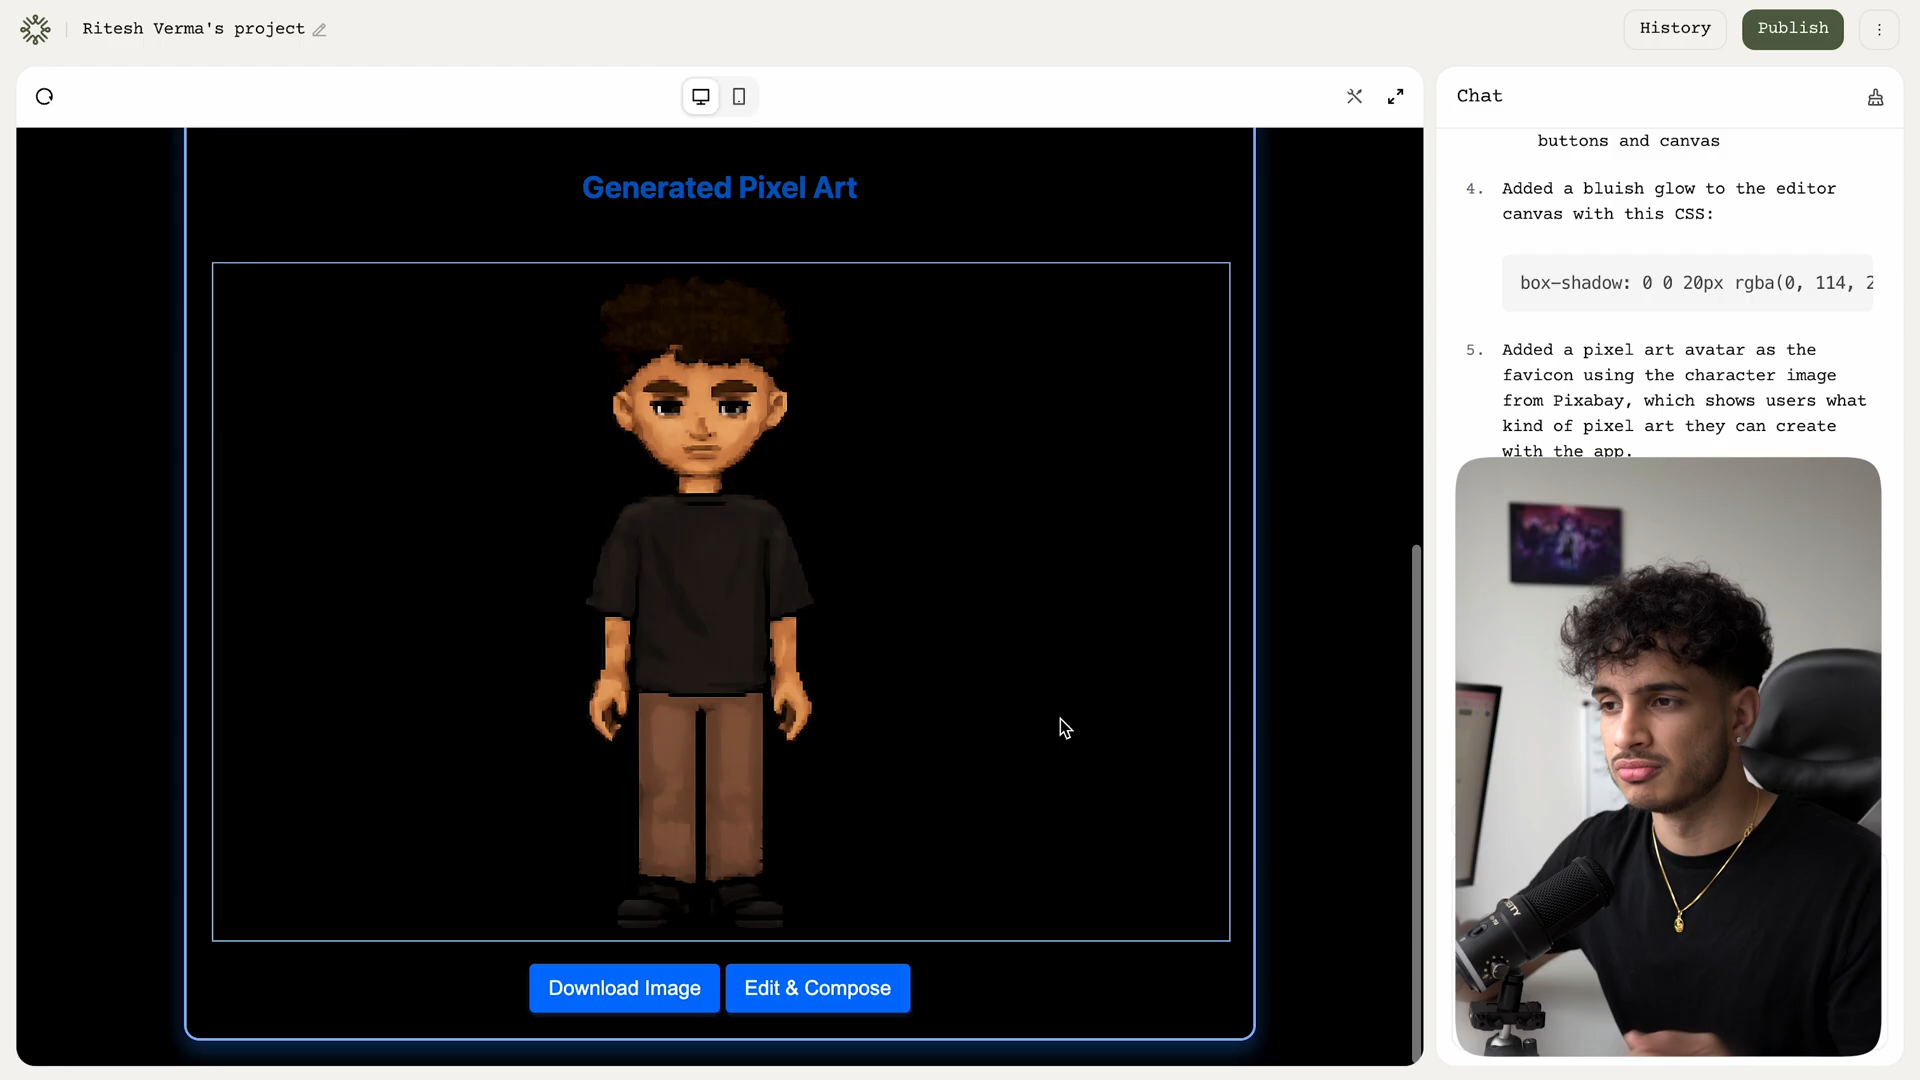 Ritesh Verma's project
History
Publish
Chat
buttons and canvas
4. Added a bluish glow to the editor
canvas with this CSS:
box-shadow: 0 0 20px rgba(0, 114, 2
5. Added a pixel art avatar as the
favicon using the character image
from Pixabay, which shows users what
kind of pixel art they can create
with the app.
Generated Pixel Art
Download Image
Edit & Compose